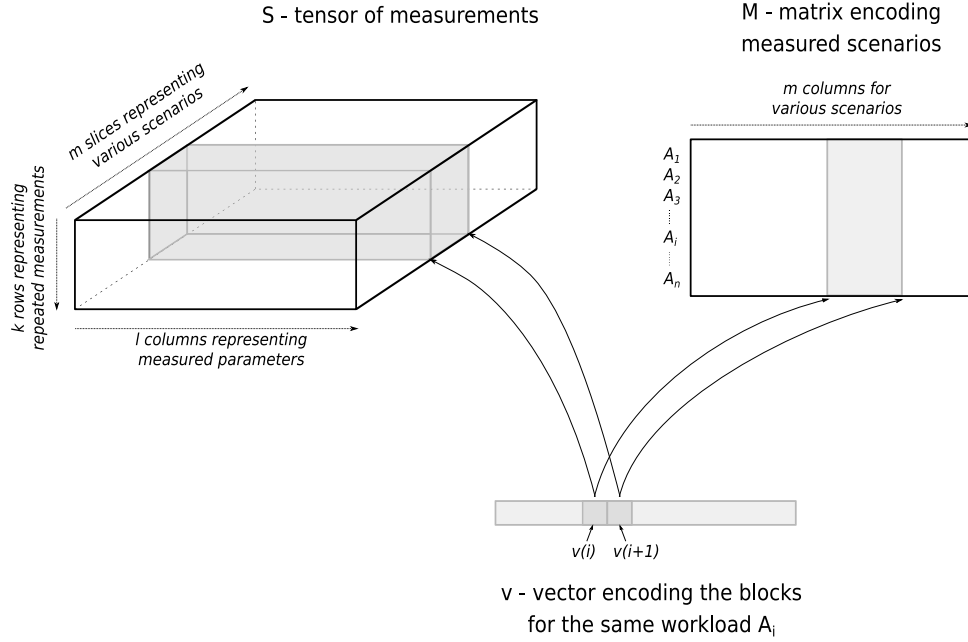 S - tensor of measurements
M - matrix encoding
measured scenarios
m slices representing
various scenarios
m columns for
various scenarios
k rows representing
repeated measurements
A1
A2
A3
Ai
An
l columns representing
measured parameters
v(i) v(i+1)
v - vector encoding the blocks
for the same workload Ai